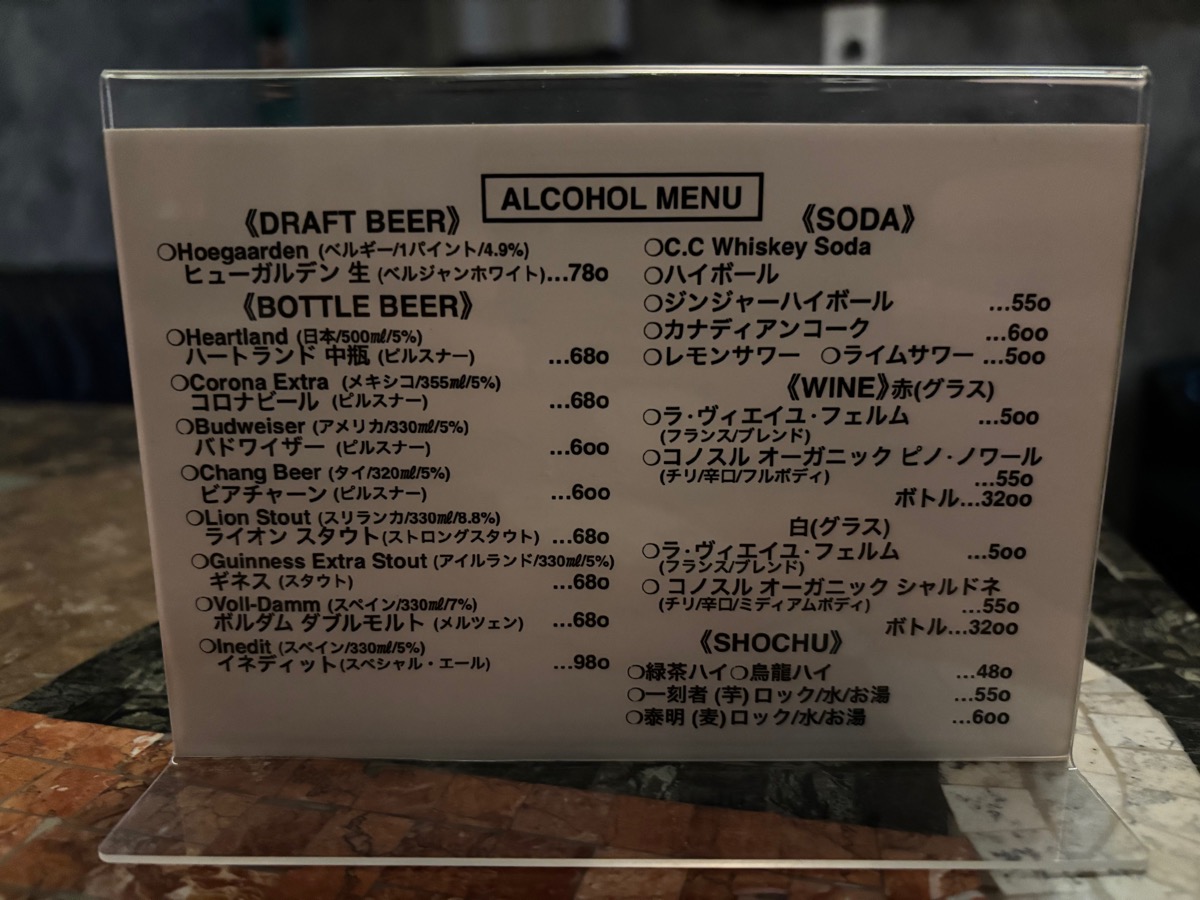 ALCOHOL MENU
《DRAFT BEER》
○Hoegaarden (ベルギー/1パイント/4.9%)
ヒューガルデン 生 (ベルジャンホワイト)...780
《BOTTLE BEER》
○Heartland (日本/500㎖/5%)
ハートランド 中瓶 (ピルスナー) ...680
○Corona Extra (メキシコ/355㎖/5%)
コロナビール (ピルスナー) ...680
○Budweiser (アメリカ/330㎖/5%)
バドワイザー (ピルスナー) ...600
○Chang Beer (タイ/320㎖/5%)
ビアチャーン (ピルスナー) ...600
○Lion Stout (スリランカ/330㎖/8.8%)
ライオン スタウト(ストロングスタウト) ...680
○Guinness Extra Stout (アイルランド/330㎖/5%)
ギネス (スタウト) ...680
○Voll-Damm (スペイン/330㎖/7%)
ボルダム ダブルモルト (メルツェン) ...680
○Inedit (スペイン/330㎖/5%)
イネディット(スペシャル・エール) ...980
《SODA》
○C.C Whiskey Soda
○ハイボール
○ジンジャーハイボール ...550
○カナディアンコーク ...600
○レモンサワー ○ライムサワー ...500
《WINE》赤(グラス)
○ラ・ヴィエイユ・フェルム ...500
(フランス/ブレンド)
○コノスル オーガニック ピノ・ノワール
(チリ/辛口/フルボディ) ...550
ボトル...3200
白(グラス)
○ラ・ヴィエイユ・フェルム ...500
(フランス/ブレンド)
○ コノスル オーガニック シャルドネ
(チリ/辛口/ミディアムボディ) ...550
ボトル...3200
《SHOCHU》
○緑茶ハイ○烏龍ハイ ...480
○一刻者 (芋) ロック/水/お湯 ...550
○泰明 (麦) ロック/水/お湯 ...600